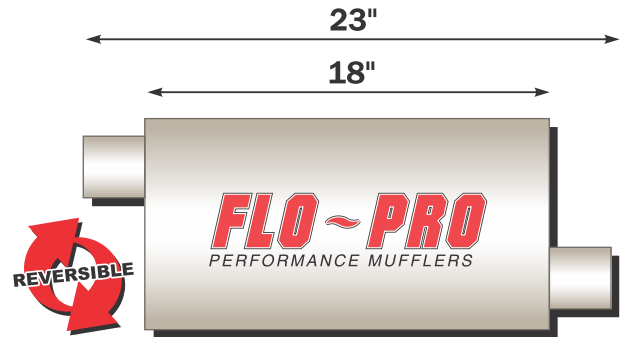 23"
18"
FLO~PRO
PERFORMANCE MUFFLERS
REVERSIBLE